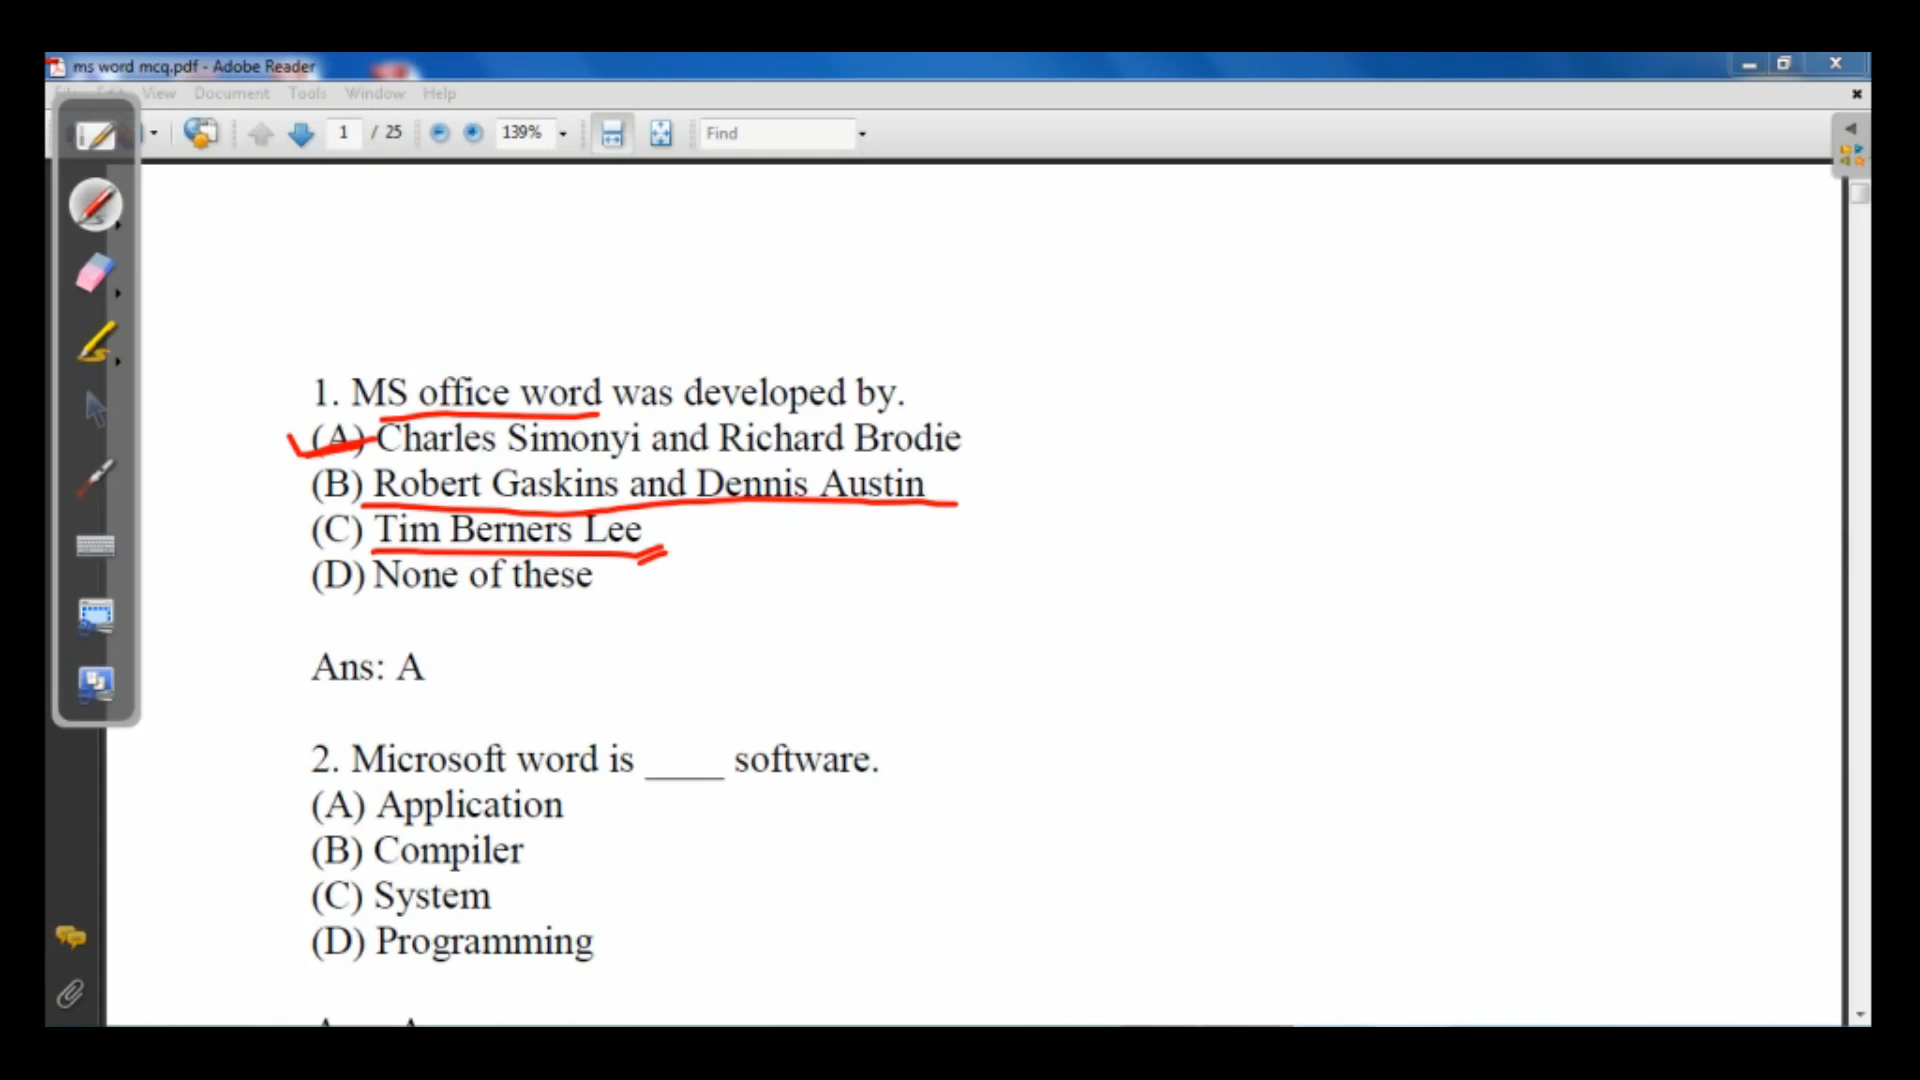 ms word mcq.pdf - Adobe Reader
View Document Tools Window Help
1 / 25 139% Find
1. MS office word was developed by.
(A) Charles Simonyi and Richard Brodie
(B) Robert Gaskins and Dennis Austin
(C) Tim Berners Lee
(D) None of these
Ans: A
2. Microsoft word is ____ software.
(A) Application
(B) Compiler
(C) System
(D) Programming